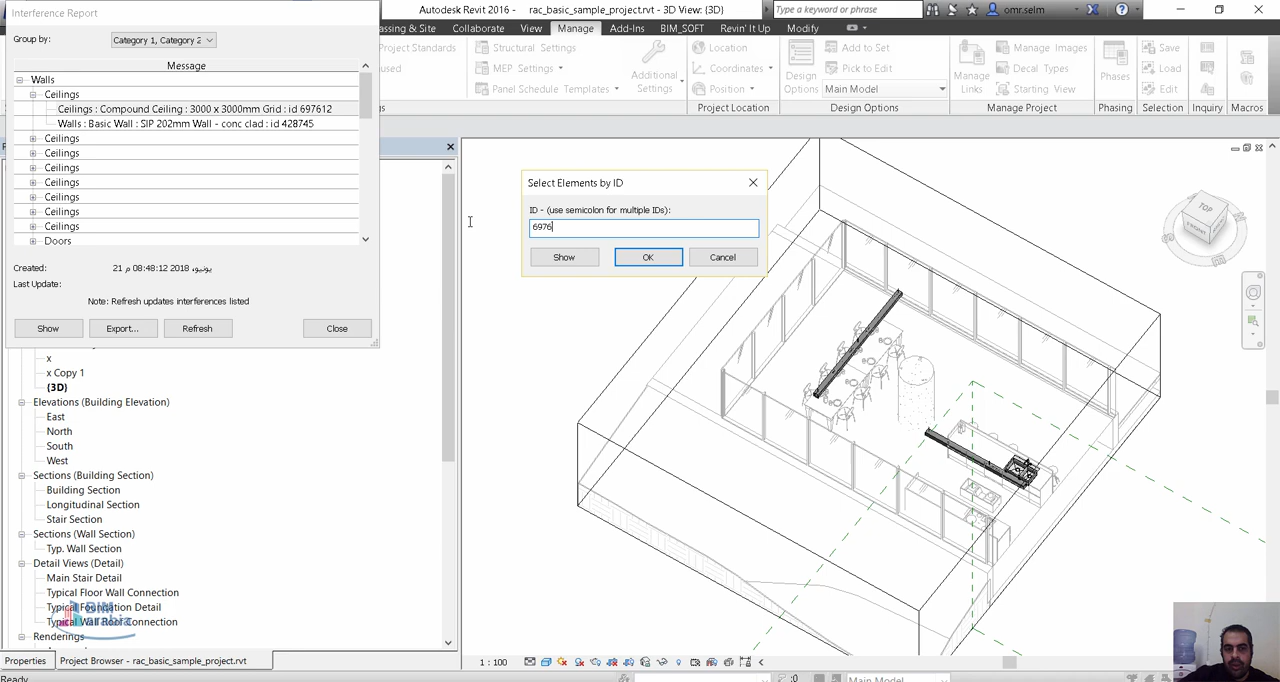 Interference Report
Autodesk Revit 2016 - rac_basic_sample_project.rvt - 3D View: {3D}
Type a keyword or phrase
omr.selm
Group by:
Category 1, Category 2
assing & Site
Collaborate
View
Manage
Add-Ins
BIM_SOFT
Revin'It Up
Modify
Project Standards
Structural Settings
MEP Settings
Panel Schedule Templates
Additional
Settings
Location
Coordinates
Position
Project Location
Design
Options
Add to Set
Pick to Edit
Main Model
Design Options
Manage
Links
Manage Images
Decal Types
Starting View
Manage Project
Phases
Phasing
Save
Load
Edit
Selection
Inquiry
Macros
Message
Walls
Ceilings
Ceilings : Compound Ceiling : 3000 x 3000mm Grid : id 697612
Walls : Basic Wall : SIP 202mm Wall - conc clad : id 428745
Ceilings
Ceilings
Ceilings
Ceilings
Ceilings
Ceilings
Ceilings
Doors
Created:
21 يونيو، 2018 08:48:12 م
Last Update:
Note: Refresh updates interferences listed
Show
Export...
Refresh
Close
Select Elements by ID
ID - (use semicolon for multiple IDs):
6976
Show
OK
Cancel
TOP
FRONT
x
x Copy 1
{3D}
Elevations (Building Elevation)
East
North
South
West
Sections (Building Section)
Building Section
Longitudinal Section
Stair Section
Sections (Wall Section)
Typ. Wall Section
Detail Views (Detail)
Main Stair Detail
Typical Floor Wall Connection
Typical Foundation Detail
Typical Wall Roof Connection
Renderings
Properties
Project Browser - rac_basic_sample_project.rvt
1 : 100
Ready
:0
Main Model